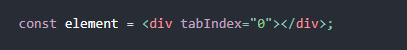 const element = <div tabIndex="0"></div>;